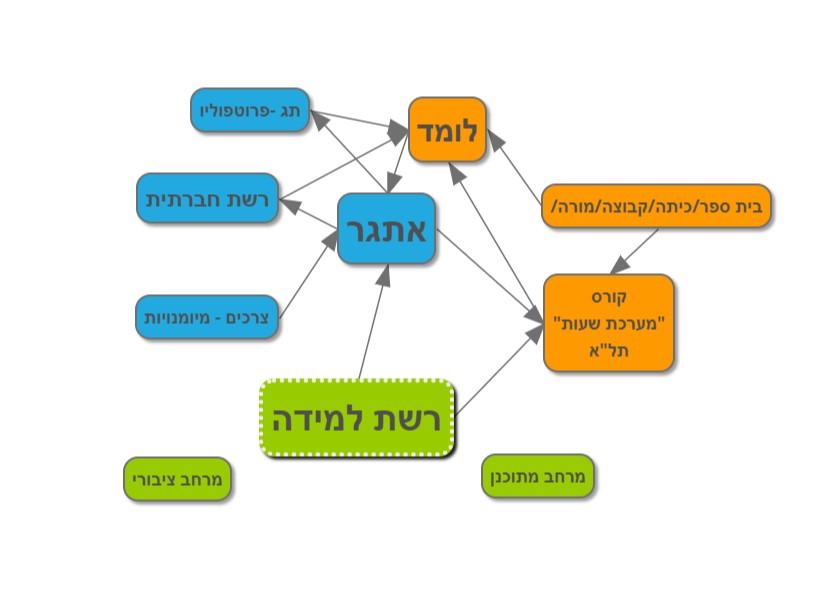 תג -פרוטפוליו
לומד
רשת חברתית
בית ספר/כיתה/קבוצה/מורה/
אתגר
קורס
"מערכת שעות"
תל"א
צרכים - מיומנויות
רשת למידה
מרחב מתוכנן
מרחב ציבורי